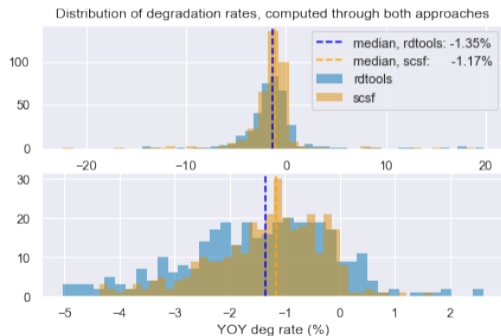 Distribution of degradation rates, computed through both approaches
median, rdtools: -1.35%
median, scsf: -1.17%
rdtools
scsf
100
50
0
−20 −10 0 10 20
30
20
10
0
−5 −4 −3 −2 −1 0 1 2
YOY deg rate (%)